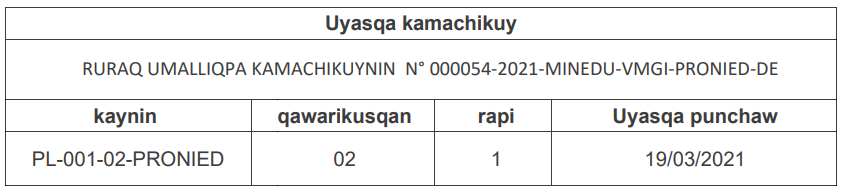 Uyasqa kamachikuy
RURAQ UMALLIQPA KAMACHIKUYNIN N° 000054-2021-MINEDU-VMGI-PRONIED-DE
kaynin qawarikusqan rapi Uyasqa punchaw
PL-001-02-PRONIED 02 1 19/03/2021